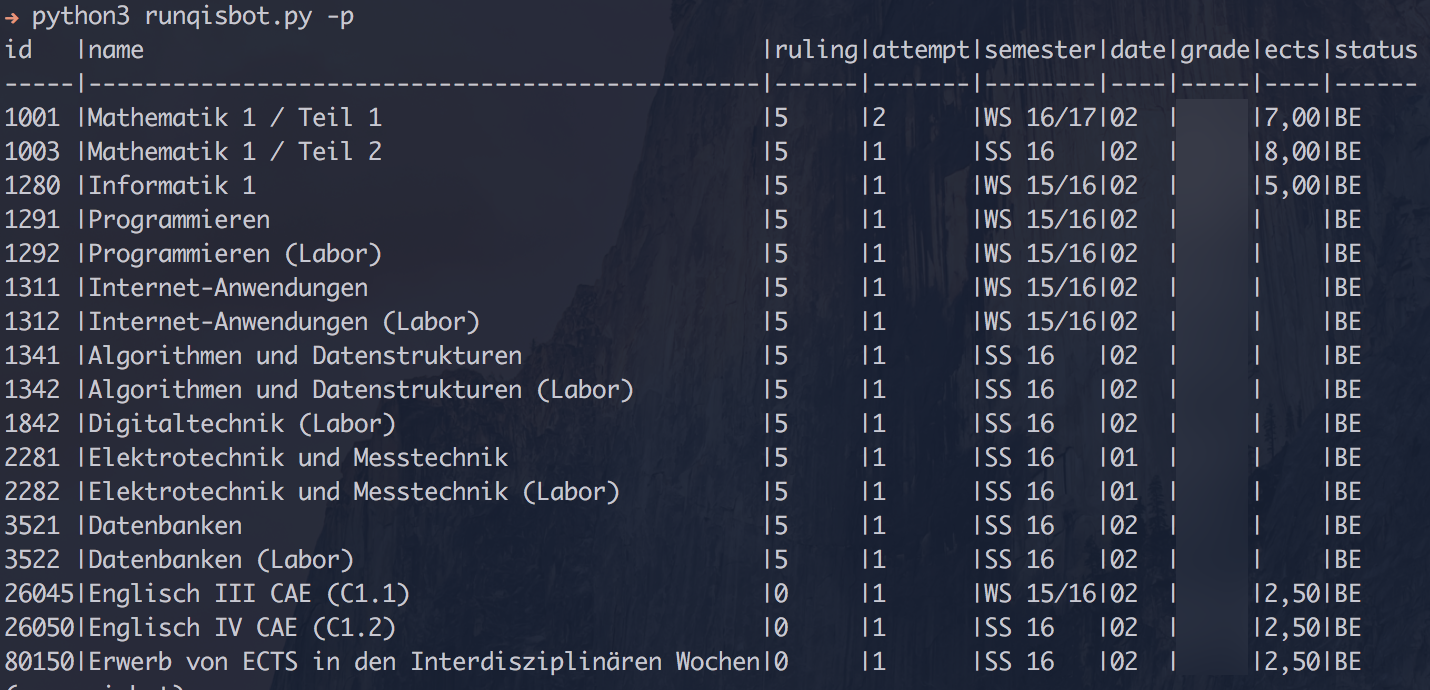 → python3 runqisbot.py -p
id   |name                                            |ruling|attempt|semester|date|grade|ects|status
-----|------------------------------------------------|------|-------|--------|----|-----|----|------
1001 |Mathematik 1 / Teil 1                           |5     |2      |WS 16/17|02  |     |7,00|BE
1003 |Mathematik 1 / Teil 2                           |5     |1      |SS 16   |02  |     |8,00|BE
1280 |Informatik 1                                    |5     |1      |WS 15/16|02  |     |5,00|BE
1291 |Programmieren                                   |5     |1      |WS 15/16|02  |     |    |BE
1292 |Programmieren (Labor)                           |5     |1      |WS 15/16|02  |     |    |BE
1311 |Internet-Anwendungen                            |5     |1      |WS 15/16|02  |     |    |BE
1312 |Internet-Anwendungen (Labor)                    |5     |1      |WS 15/16|02  |     |    |BE
1341 |Algorithmen und Datenstrukturen                 |5     |1      |SS 16   |02  |     |    |BE
1342 |Algorithmen und Datenstrukturen (Labor)         |5     |1      |SS 16   |02  |     |    |BE
1842 |Digitaltechnik (Labor)                          |5     |1      |SS 16   |02  |     |    |BE
2281 |Elektrotechnik und Messtechnik                  |5     |1      |SS 16   |01  |     |    |BE
2282 |Elektrotechnik und Messtechnik (Labor)          |5     |1      |SS 16   |01  |     |    |BE
3521 |Datenbanken                                     |5     |1      |SS 16   |02  |     |    |BE
3522 |Datenbanken (Labor)                             |5     |1      |SS 16   |02  |     |    |BE
26045|Englisch III CAE (C1.1)                         |0     |1      |WS 15/16|02  |     |2,50|BE
26050|Englisch IV CAE (C1.2)                          |0     |1      |SS 16   |02  |     |2,50|BE
80150|Erwerb von ECTS in den Interdisziplinären Wochen|0     |1      |SS 16   |02  |     |2,50|BE